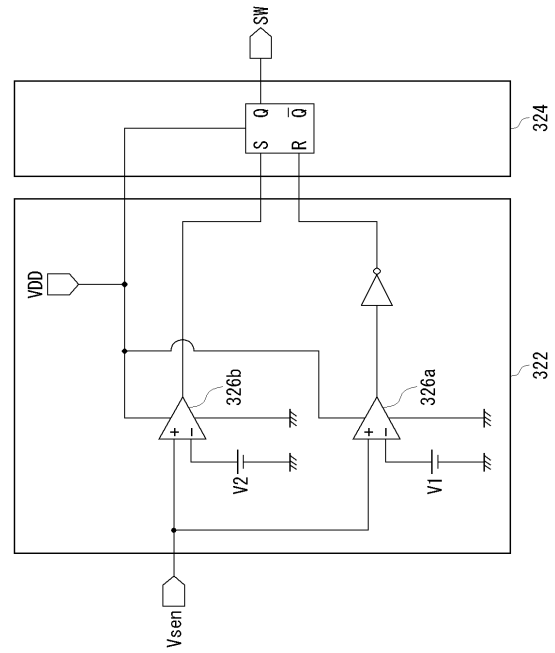 SW
324
Q
Q
S
R
VDD
322
326b
+
−
V2
326a
+
−
V1
Vsen